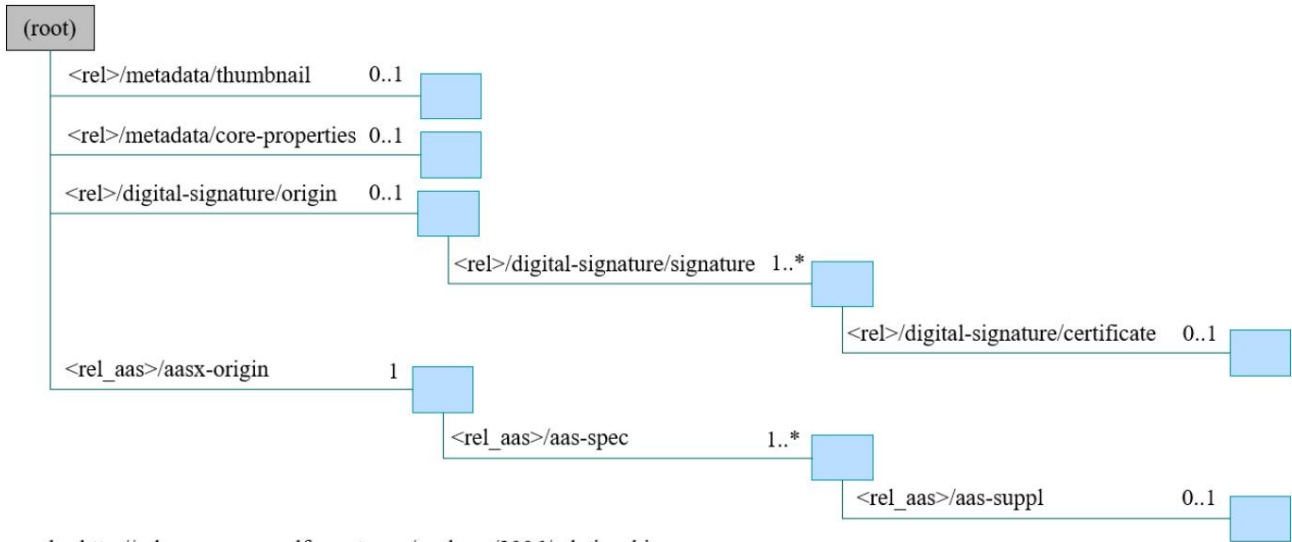 (root)
<rel>/metadata/thumbnail 0..1
<rel>/metadata/core-properties 0..1
<rel>/digital-signature/origin 0..1
<rel>/digital-signature/signature 1..*
<rel>/digital-signature/certificate 0..1
<rel_aas>/aasx-origin 1
<rel_aas>/aas-spec 1..*
<rel_aas>/aas-suppl 0..1